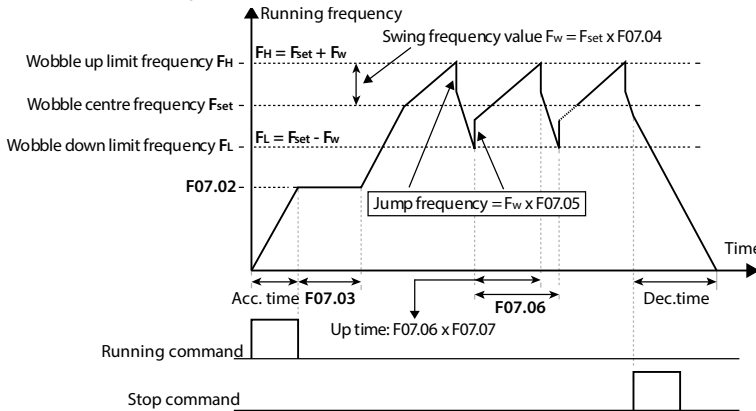 Running frequency
Swing frequency value Fw = Fset x F07.04
FH = Fset + Fw
Wobble up limit frequency FH
Wobble centre frequency Fset
FL = Fset - Fw
Wobble down limit frequency FL
F07.02
Jump frequency = Fw x F07.05
Time
Acc. time F07.03
F07.06
Dec.time
Up time: F07.06 x F07.07
Running command
Stop command